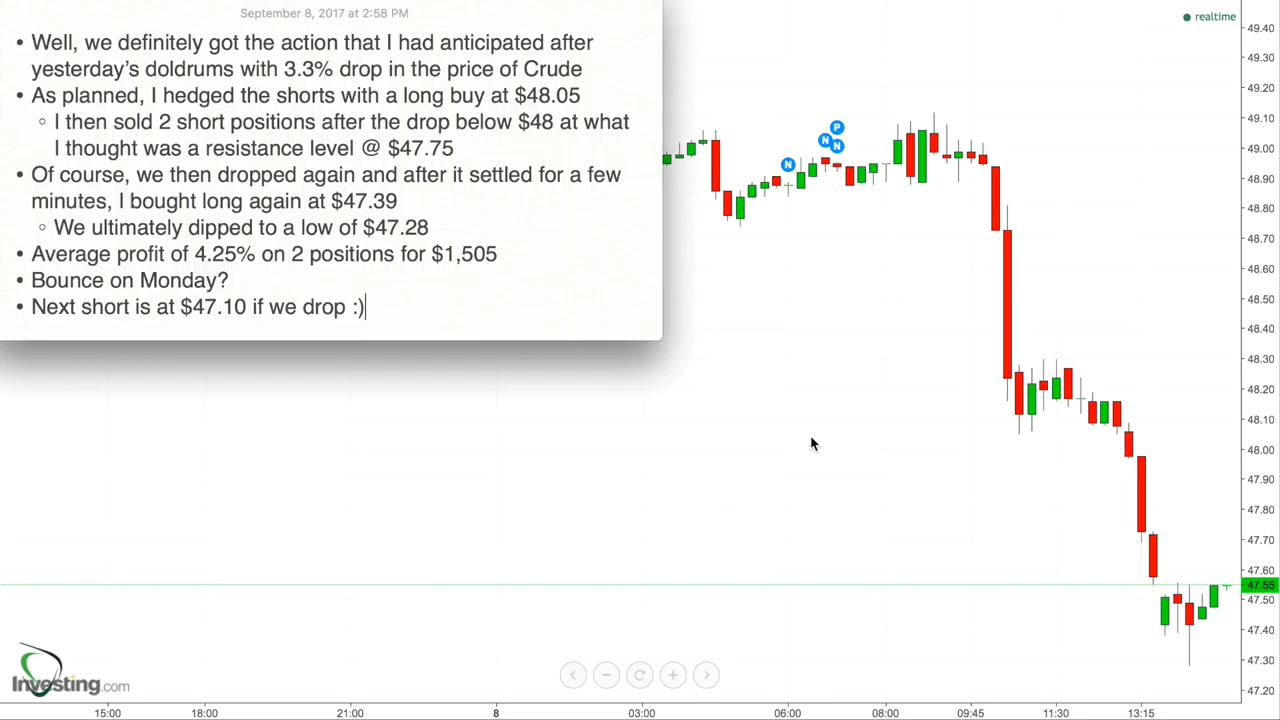 September 8, 2017 at 2:58 PM
• Well, we definitely got the action that I had anticipated after
yesterday’s doldrums with 3.3% drop in the price of Crude
• As planned, I hedged the shorts with a long buy at $48.05
◦ I then sold 2 short positions after the drop below $48 at what
I thought was a resistance level @ $47.75
• Of course, we then dropped again and after it settled for a few
minutes, I bought long again at $47.39
◦ We ultimately dipped to a low of $47.28
• Average profit of 4.25% on 2 positions for $1,505
• Bounce on Monday?
• Next short is at $47.10 if we drop :)
realtime
49.40
49.30
49.20
49.10
49.00
48.90
48.80
48.70
48.60
48.50
48.40
48.30
48.20
48.10
48.00
47.90
47.80
47.70
47.60
47.55
47.50
47.40
47.30
47.20
N
N
P
N
Investing.com
15:00 18:00 21:00 8 03:00 06:00 08:00 09:45 11:30 13:15